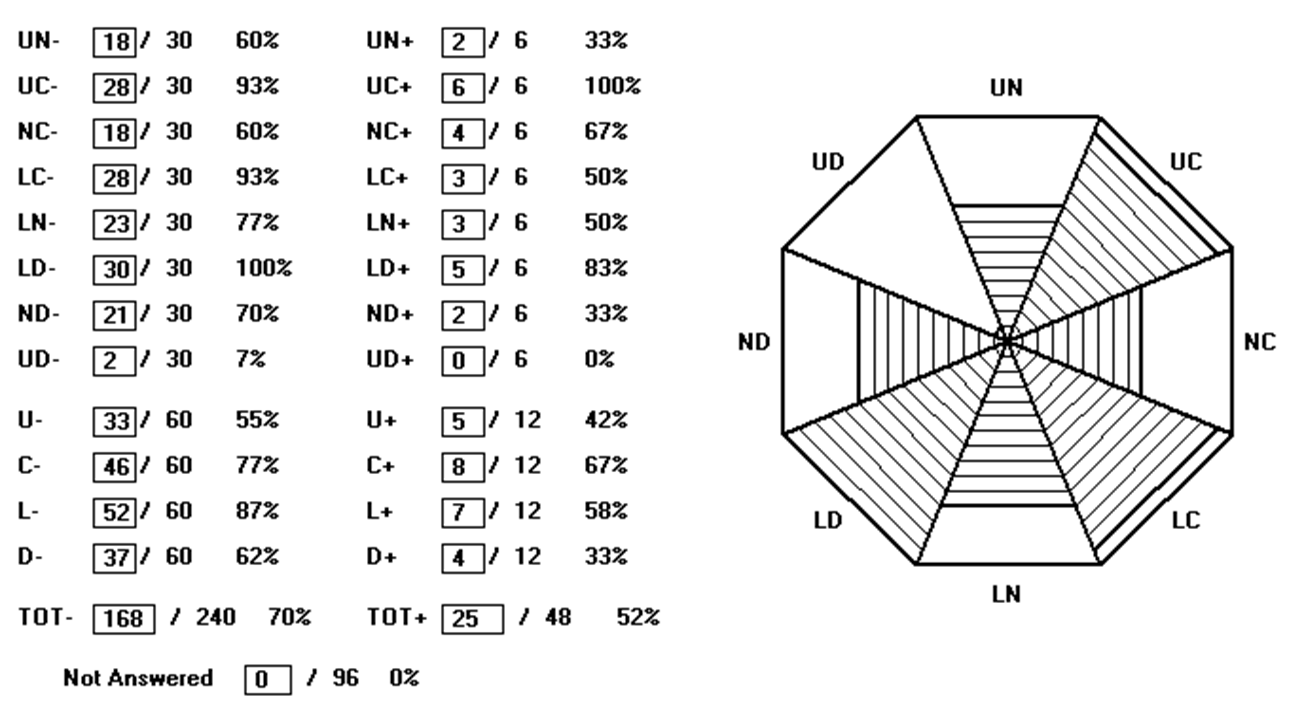 UN- 18 / 30 60% UN+ 2 / 6 33%
UC- 28 / 30 93% UC+ 6 / 6 100%
NC- 18 / 30 60% NC+ 4 / 6 67%
LC- 28 / 30 93% LC+ 3 / 6 50%
LN- 23 / 30 77% LN+ 3 / 6 50%
LD- 30 / 30 100% LD+ 5 / 6 83%
ND- 21 / 30 70% ND+ 2 / 6 33%
UD- 2 / 30 7% UD+ 0 / 6 0%
U- 33 / 60 55% U+ 5 / 12 42%
C- 46 / 60 77% C+ 8 / 12 67%
L- 52 / 60 87% L+ 7 / 12 58%
D- 37 / 60 62% D+ 4 / 12 33%
TOT- 168 / 240 70% TOT+ 25 / 48 52%
Not Answered 0 / 96 0%
UN
UD UC
ND NC
LD LC
LN